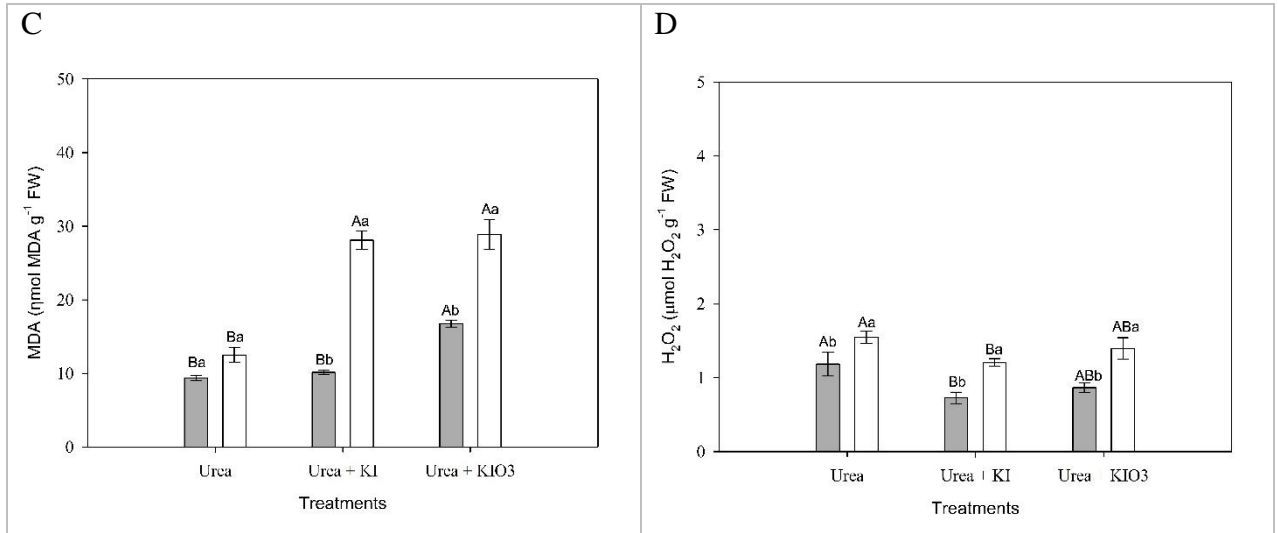 C
50
40
30
20
10
0
MDA (ηmol MDA g⁻¹ FW)
Ba
Ba
Bb
Aa
Ab
Aa
Urea
Urea + KI
Urea + KIO3
Treatments
D
5
4
3
2
1
0
H₂O₂ (μmol H₂O₂ g⁻¹ FW)
Ab
Aa
Bb
Ba
ABb
ABa
Urea
Urea + KI
Urea KIO3
Treatments